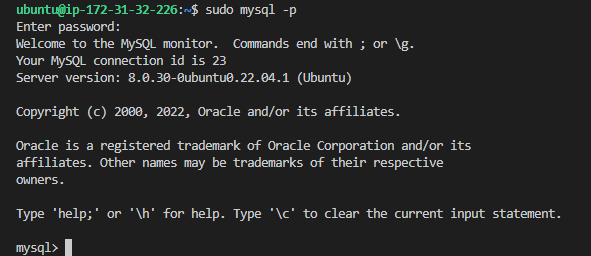 ubuntu@ip-172-31-32-226:~$ sudo mysql -p
Enter password:
Welcome to the MySQL monitor.  Commands end with ; or \g.
Your MySQL connection id is 23
Server version: 8.0.30-0ubuntu0.22.04.1 (Ubuntu)
Copyright (c) 2000, 2022, Oracle and/or its affiliates.
Oracle is a registered trademark of Oracle Corporation and/or its
affiliates. Other names may be trademarks of their respective
owners.
Type 'help;' or '\h' for help. Type '\c' to clear the current input statement.
mysql>